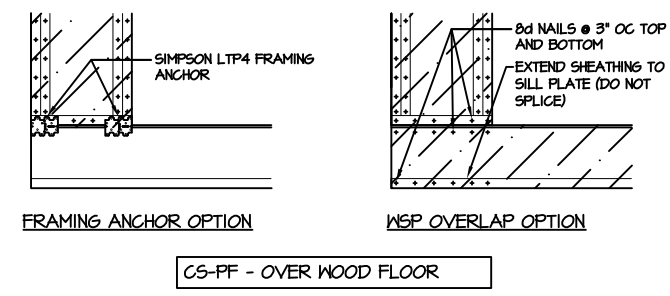 SIMPSON LTP4 FRAMING
ANCHOR
8d NAILS @ 3" OC TOP
AND BOTTOM
EXTEND SHEATHING TO
SILL PLATE (DO NOT
SPLICE)
FRAMING ANCHOR OPTION
WSP OVERLAP OPTION
CS-PF - OVER WOOD FLOOR